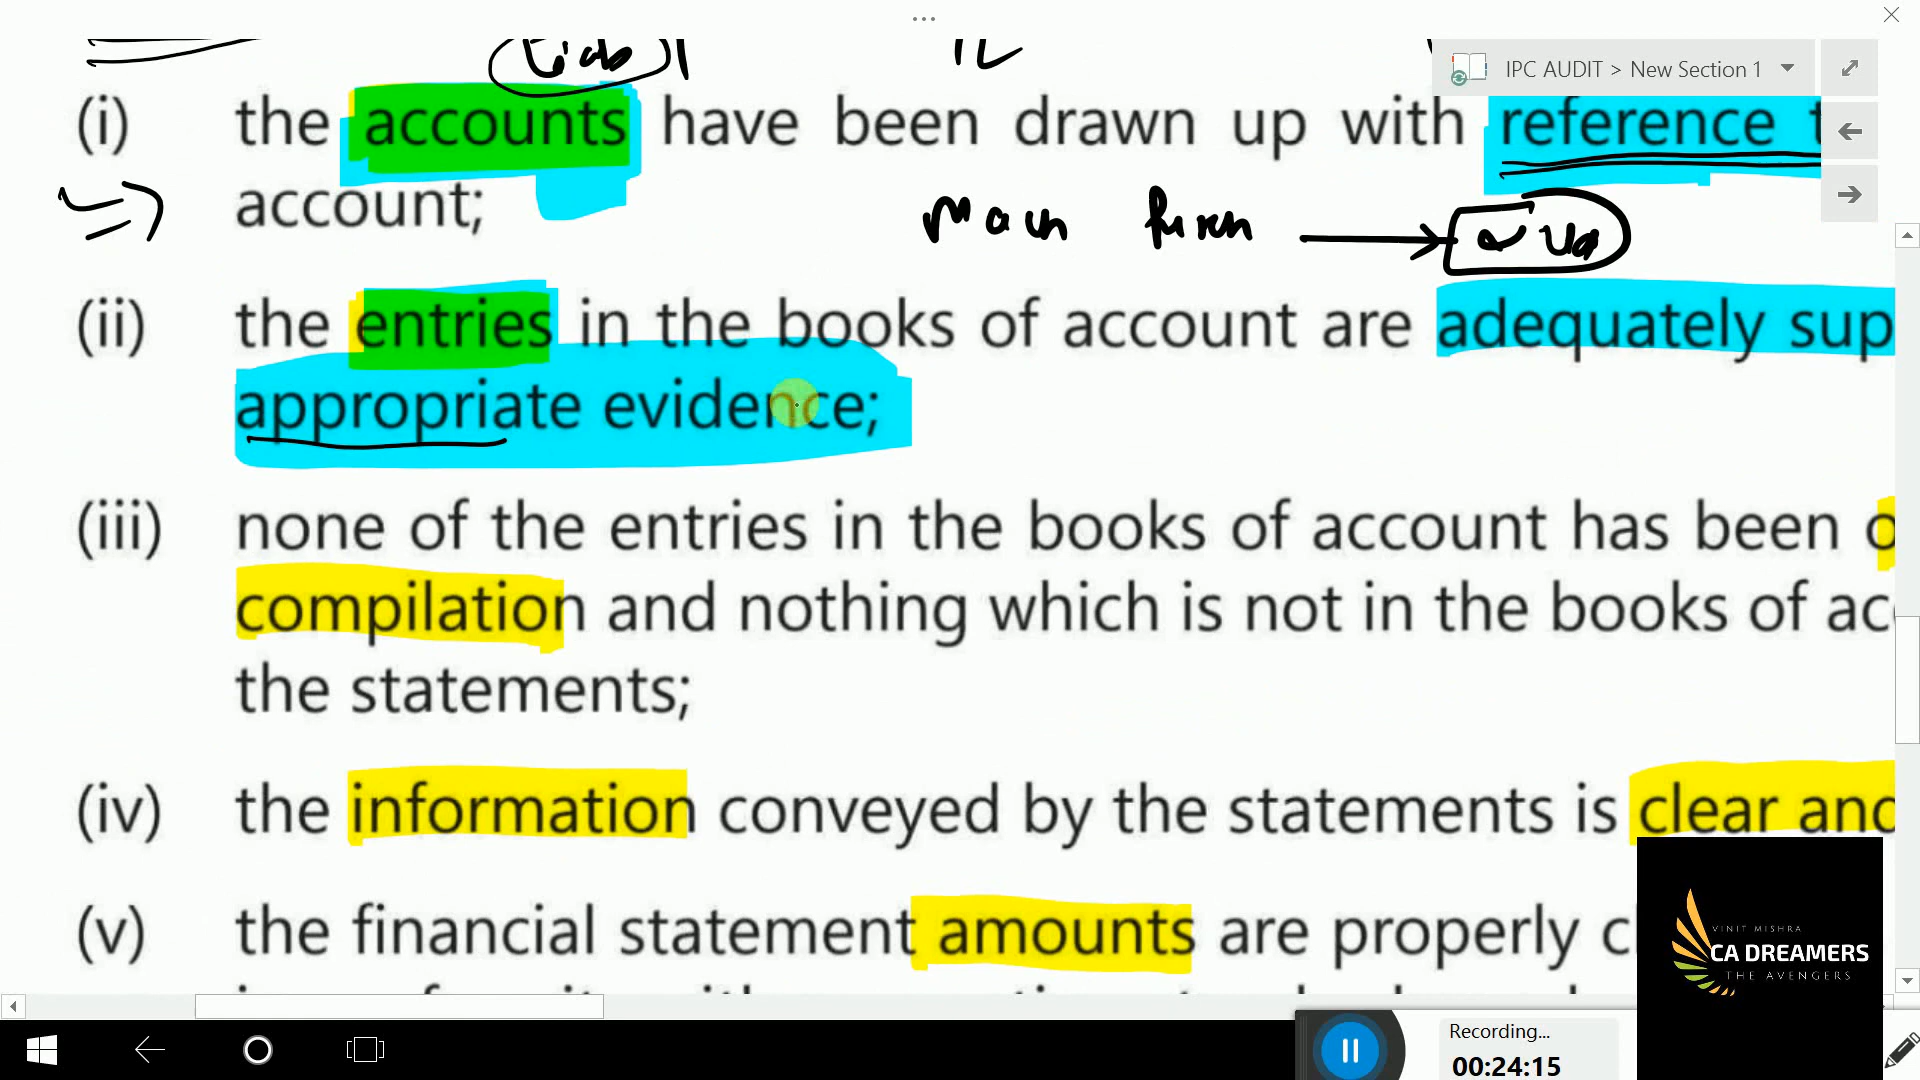 IPC AUDIT > New Section 1
(i) the accounts have been drawn up with reference t
account;
(ii) the entries in the books of account are adequately sup
appropriate evidence;
(iii) none of the entries in the books of account has been o
compilation and nothing which is not in the books of acc
the statements;
(iv) the information conveyed by the statements is clear and
(v) the financial statement amounts are properly c
VINIT MISHRA
CA DREAMERS
THE AVENGERS
Recording...
00:24:15